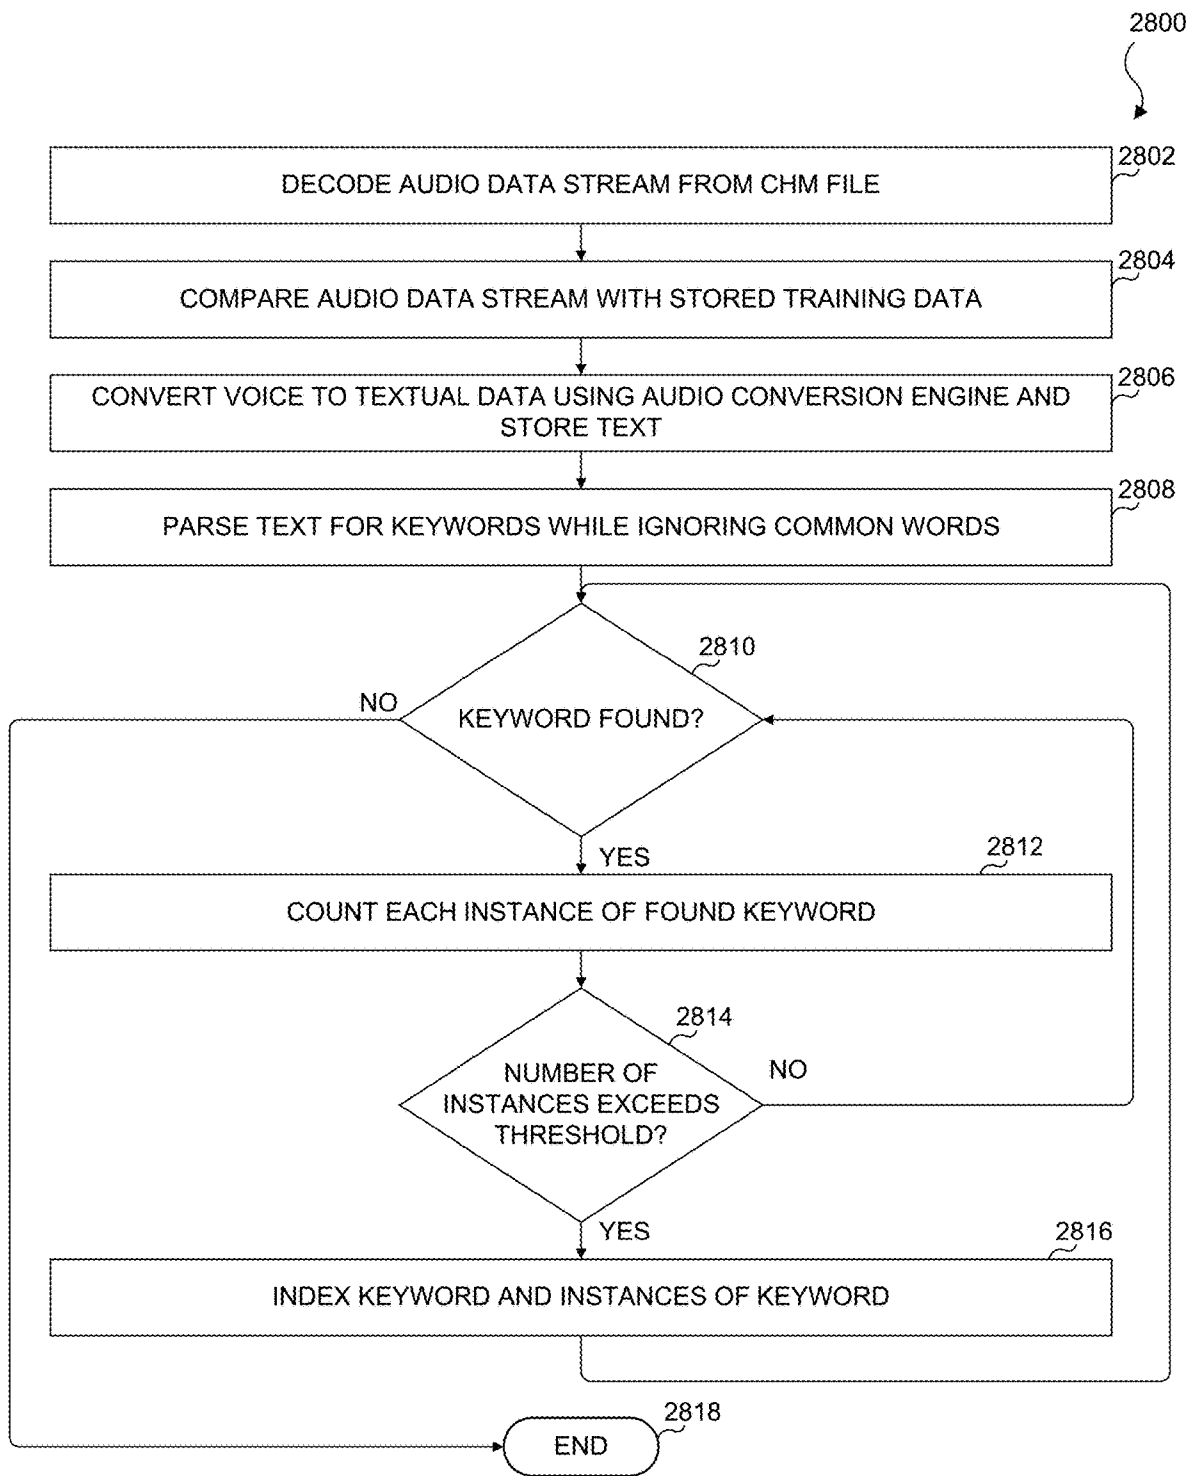 2800
2802
DECODE AUDIO DATA STREAM FROM CHM FILE
2804
COMPARE AUDIO DATA STREAM WITH STORED TRAINING DATA
2806
CONVERT VOICE TO TEXTUAL DATA USING AUDIO CONVERSION ENGINE AND
STORE TEXT
2808
PARSE TEXT FOR KEYWORDS WHILE IGNORING COMMON WORDS
2810
NO
KEYWORD FOUND?
YES
2812
COUNT EACH INSTANCE OF FOUND KEYWORD
2814
NUMBER OF
INSTANCES EXCEEDS
THRESHOLD?
NO
YES
2816
INDEX KEYWORD AND INSTANCES OF KEYWORD
2818
END